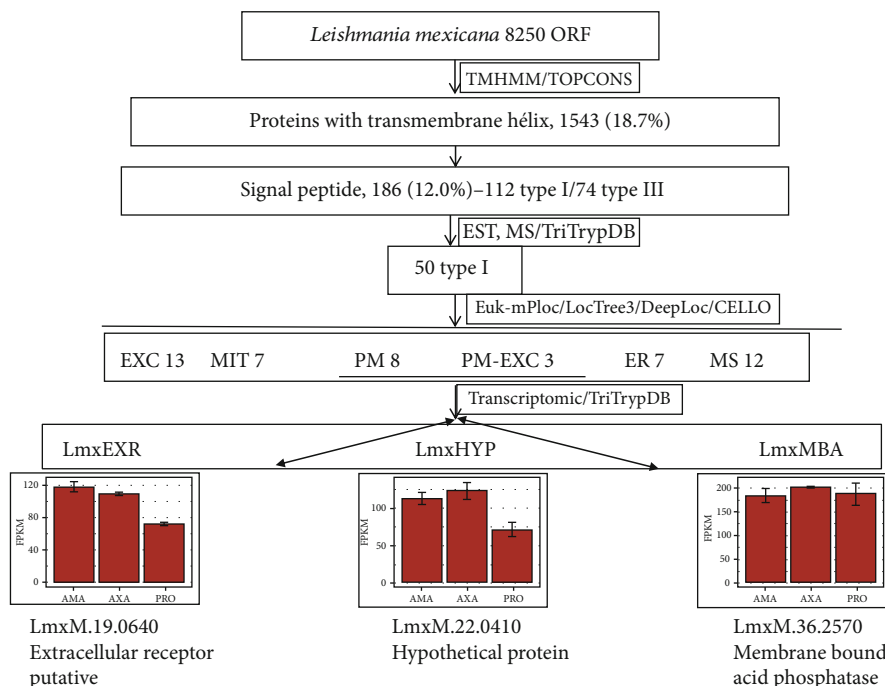 Leishmania mexicana 8250 ORF
TMHMM/TOPCONS
Proteins with transmembrane hélix, 1543 (18.7%)
Signal peptide, 186 (12.0%)–112 type I/74 type III
EST, MS/TriTrypDB
50 type I
Euk-mPloc/LocTree3/DeepLoc/CELLO
EXC 13 MIT 7 PM 8 PM-EXC 3 ER 7 MS 12
Transcriptomic/TriTrypDB
LmxEXR LmxHYP LmxMBA
120
80
40
0
FPKM
AMA AXA PRO
100
50
0
FPKM
AMA AXA PRO
200
150
100
50
0
FPKM
AMA AXA PRO
LmxM.19.0640
Extracellular receptor
putative
LmxM.22.0410
Hypothetical protein
LmxM.36.2570
Membrane bound
acid phosphatase